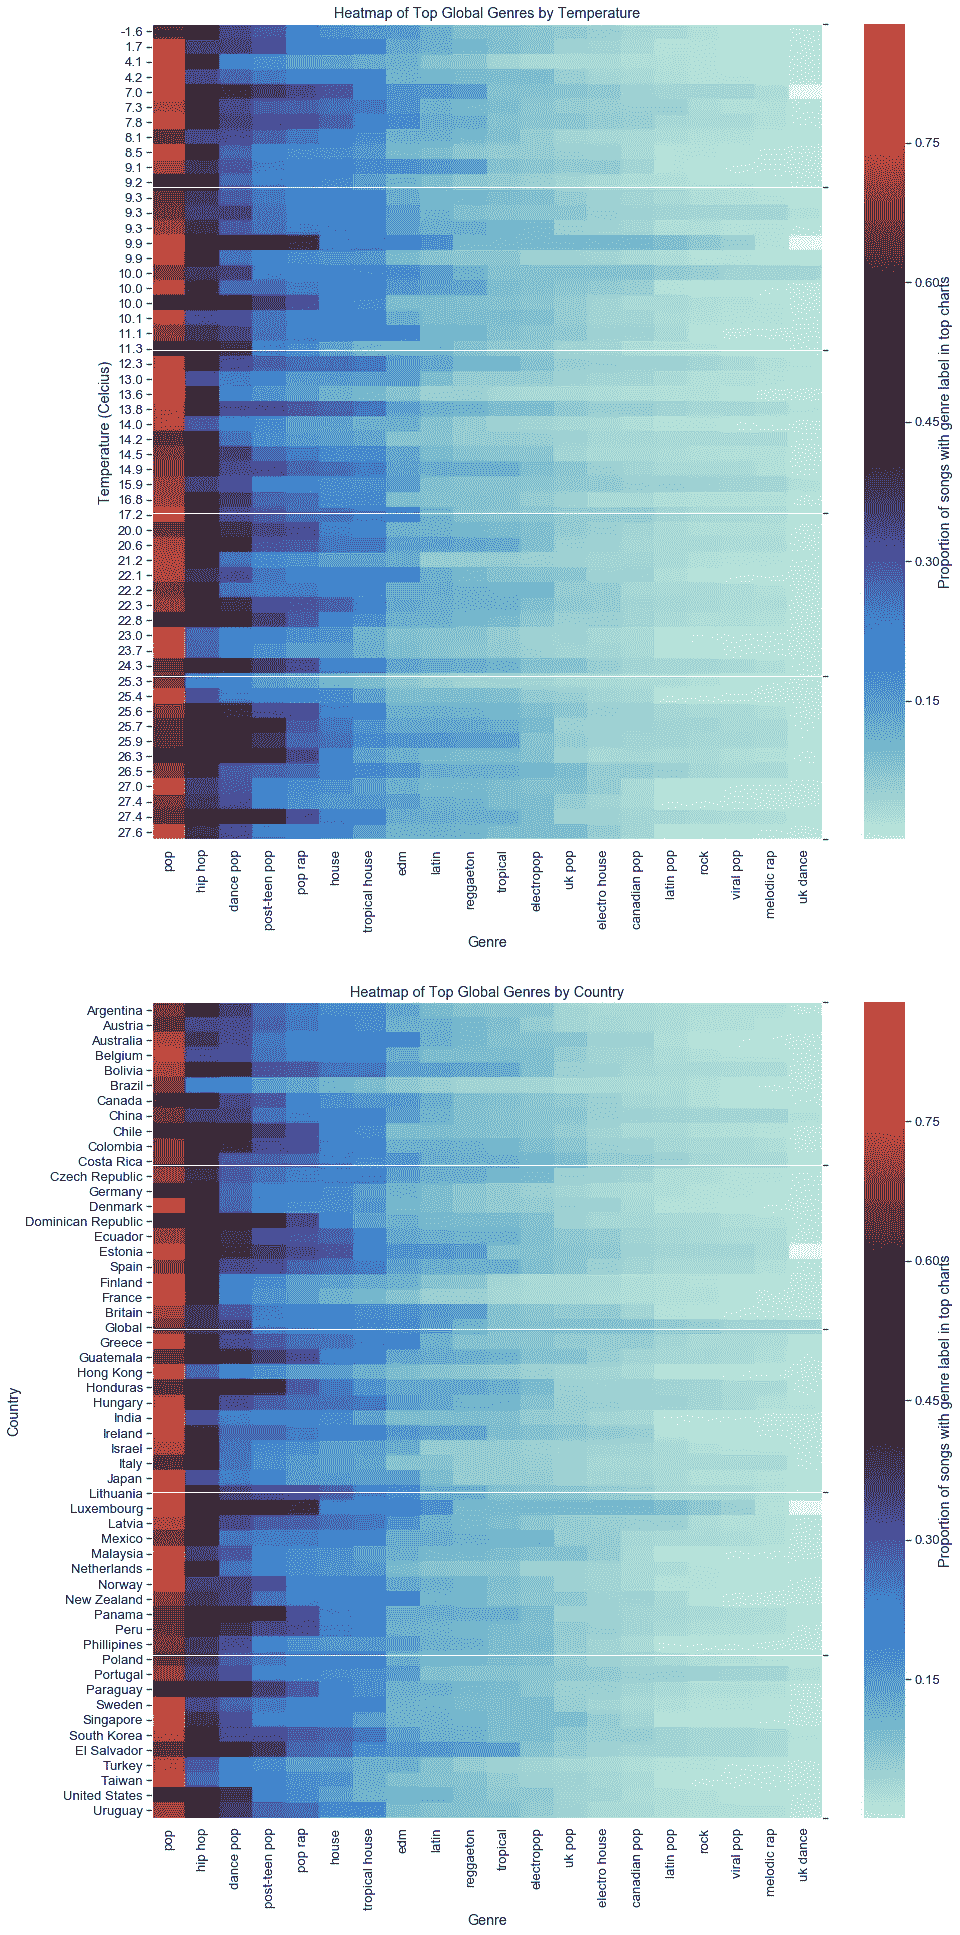 Heatmap of Top Global Genres by Temperature
Temperature (Celcius)
-1.6
1.7
4.1
4.2
7.0
7.3
7.8
8.1
8.5
9.1
9.2
9.3
9.3
9.3
9.9
9.9
10.0
10.0
10.0
10.1
11.1
11.3
12.3
13.0
13.6
13.8
14.0
14.2
14.5
14.9
15.9
16.8
17.2
20.0
20.6
21.2
22.1
22.2
22.3
22.8
23.0
23.7
24.3
25.3
25.4
25.6
25.7
25.9
26.3
26.5
27.0
27.4
27.4
27.6
pop
hip hop
dance pop
post-teen pop
pop rap
house
tropical house
edm
latin
reggaeton
tropical
electropop
uk pop
electro house
canadian pop
latin pop
rock
viral pop
melodic rap
uk dance
Genre
0.75
0.60
0.45
0.30
0.15
Proportion of songs with genre label in top charts
Heatmap of Top Global Genres by Country
Country
Argentina
Austria
Australia
Belgium
Bolivia
Brazil
Canada
China
Chile
Colombia
Costa Rica
Czech Republic
Germany
Denmark
Dominican Republic
Ecuador
Estonia
Spain
Finland
France
Britain
Global
Greece
Guatemala
Hong Kong
Honduras
Hungary
India
Ireland
Israel
Italy
Japan
Lithuania
Luxembourg
Latvia
Mexico
Malaysia
Netherlands
Norway
New Zealand
Panama
Peru
Phillipines
Poland
Portugal
Paraguay
Sweden
Singapore
South Korea
El Salvador
Turkey
Taiwan
United States
Uruguay
pop
hip hop
dance pop
post-teen pop
pop rap
house
tropical house
edm
latin
reggaeton
tropical
electropop
uk pop
electro house
canadian pop
latin pop
rock
viral pop
melodic rap
uk dance
Genre
0.75
0.60
0.45
0.30
0.15
Proportion of songs with genre label in top charts